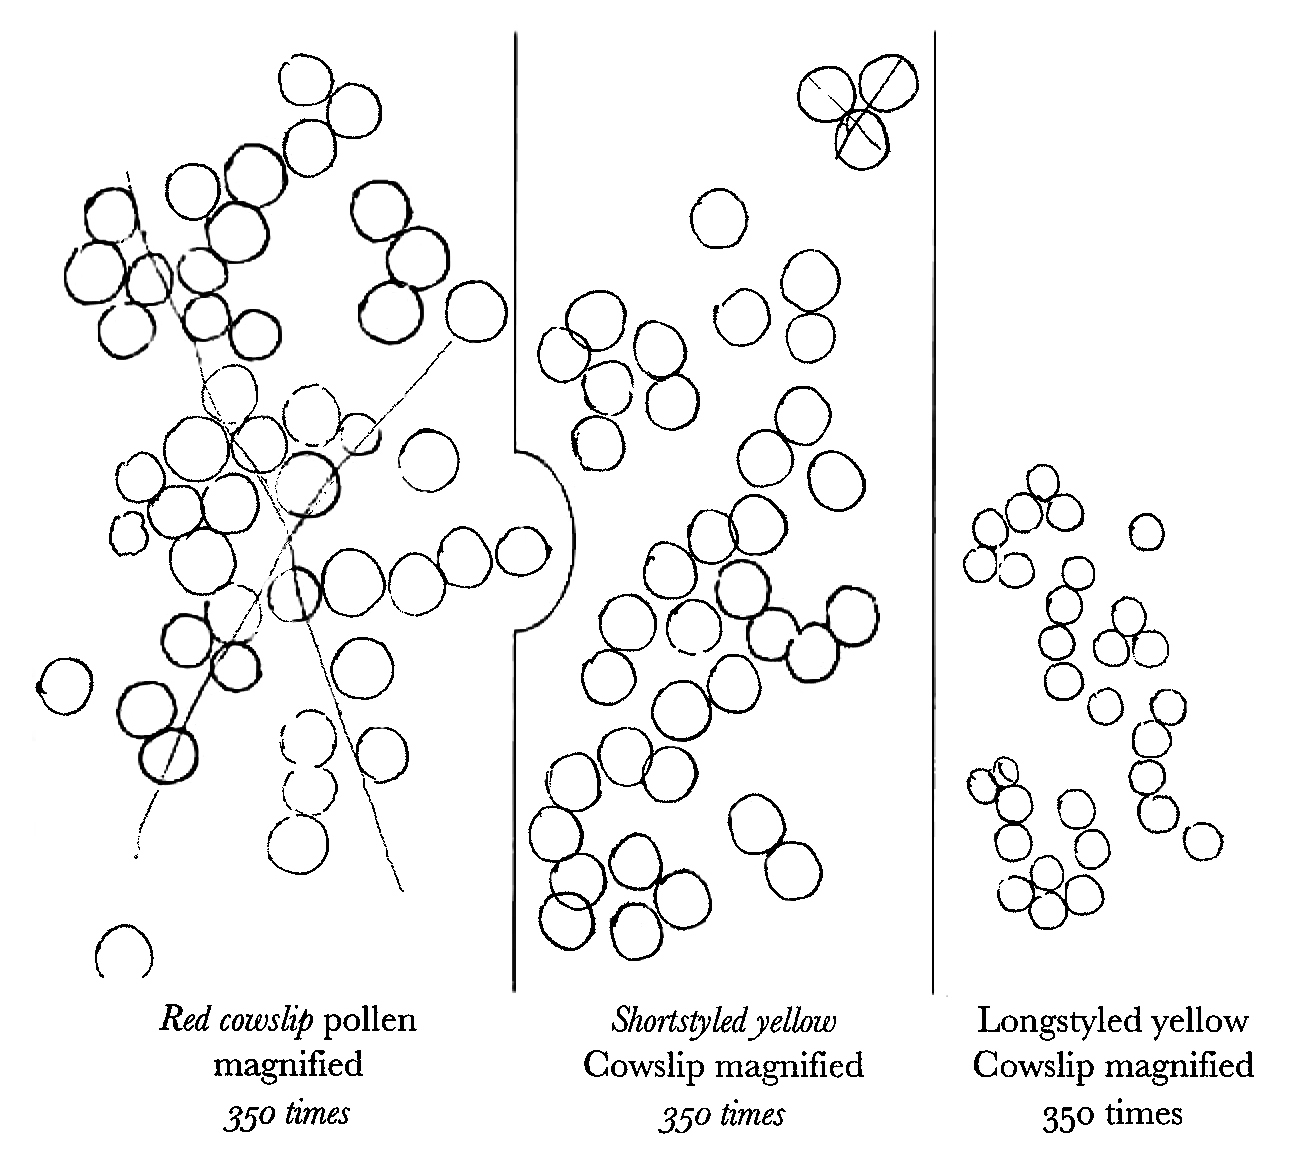 Red cowslip pollen
magnified
350 times
Shortstyled yellow
Cowslip magnified
350 times
Longstyled yellow
Cowslip magnified
350 times